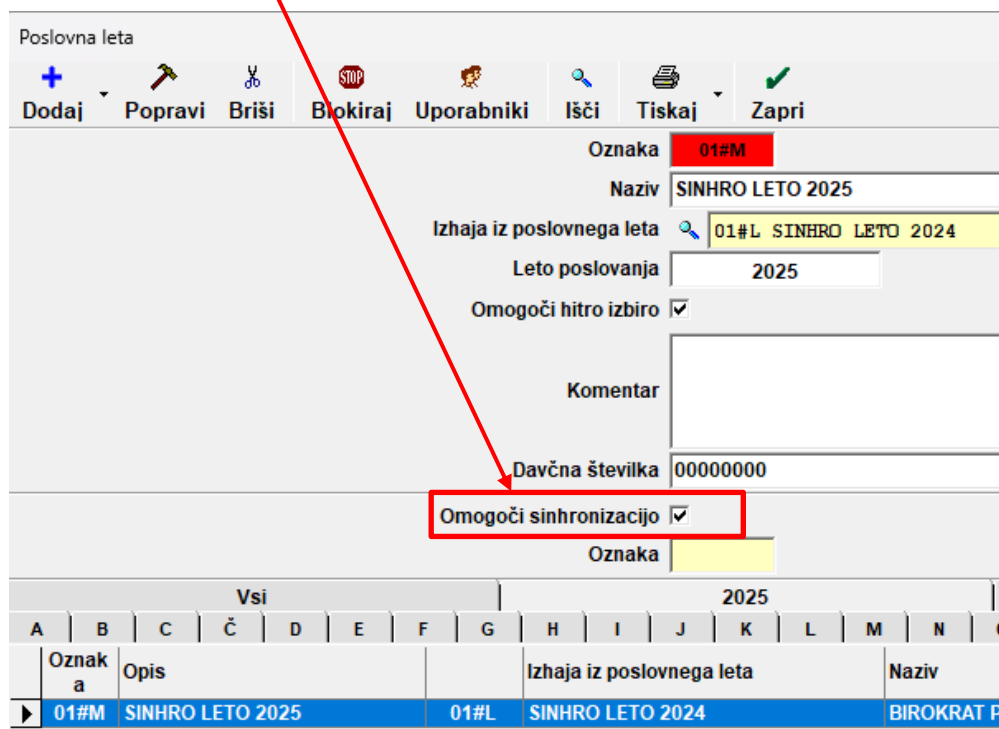 Poslovna leta
Dodaj Popravi Briši Blokiraj Uporabniki Išči Tiskaj Zapri
STOP
Oznaka 01#M
Naziv SINHRO LETO 2025
Izhaja iz poslovnega leta 01#L SINHRO LETO 2024
Leto poslovanja 2025
Omogoči hitro izbiro
Komentar
Davčna številka 00000000
Omogoči sinhronizacijo
Oznaka
Vsi 2025
A B C Č D E F G H I J K L M N
Oznaka Opis Izhaja iz poslovnega leta Naziv
01#M SINHRO LETO 2025 01#L SINHRO LETO 2024 BIROKRAT P